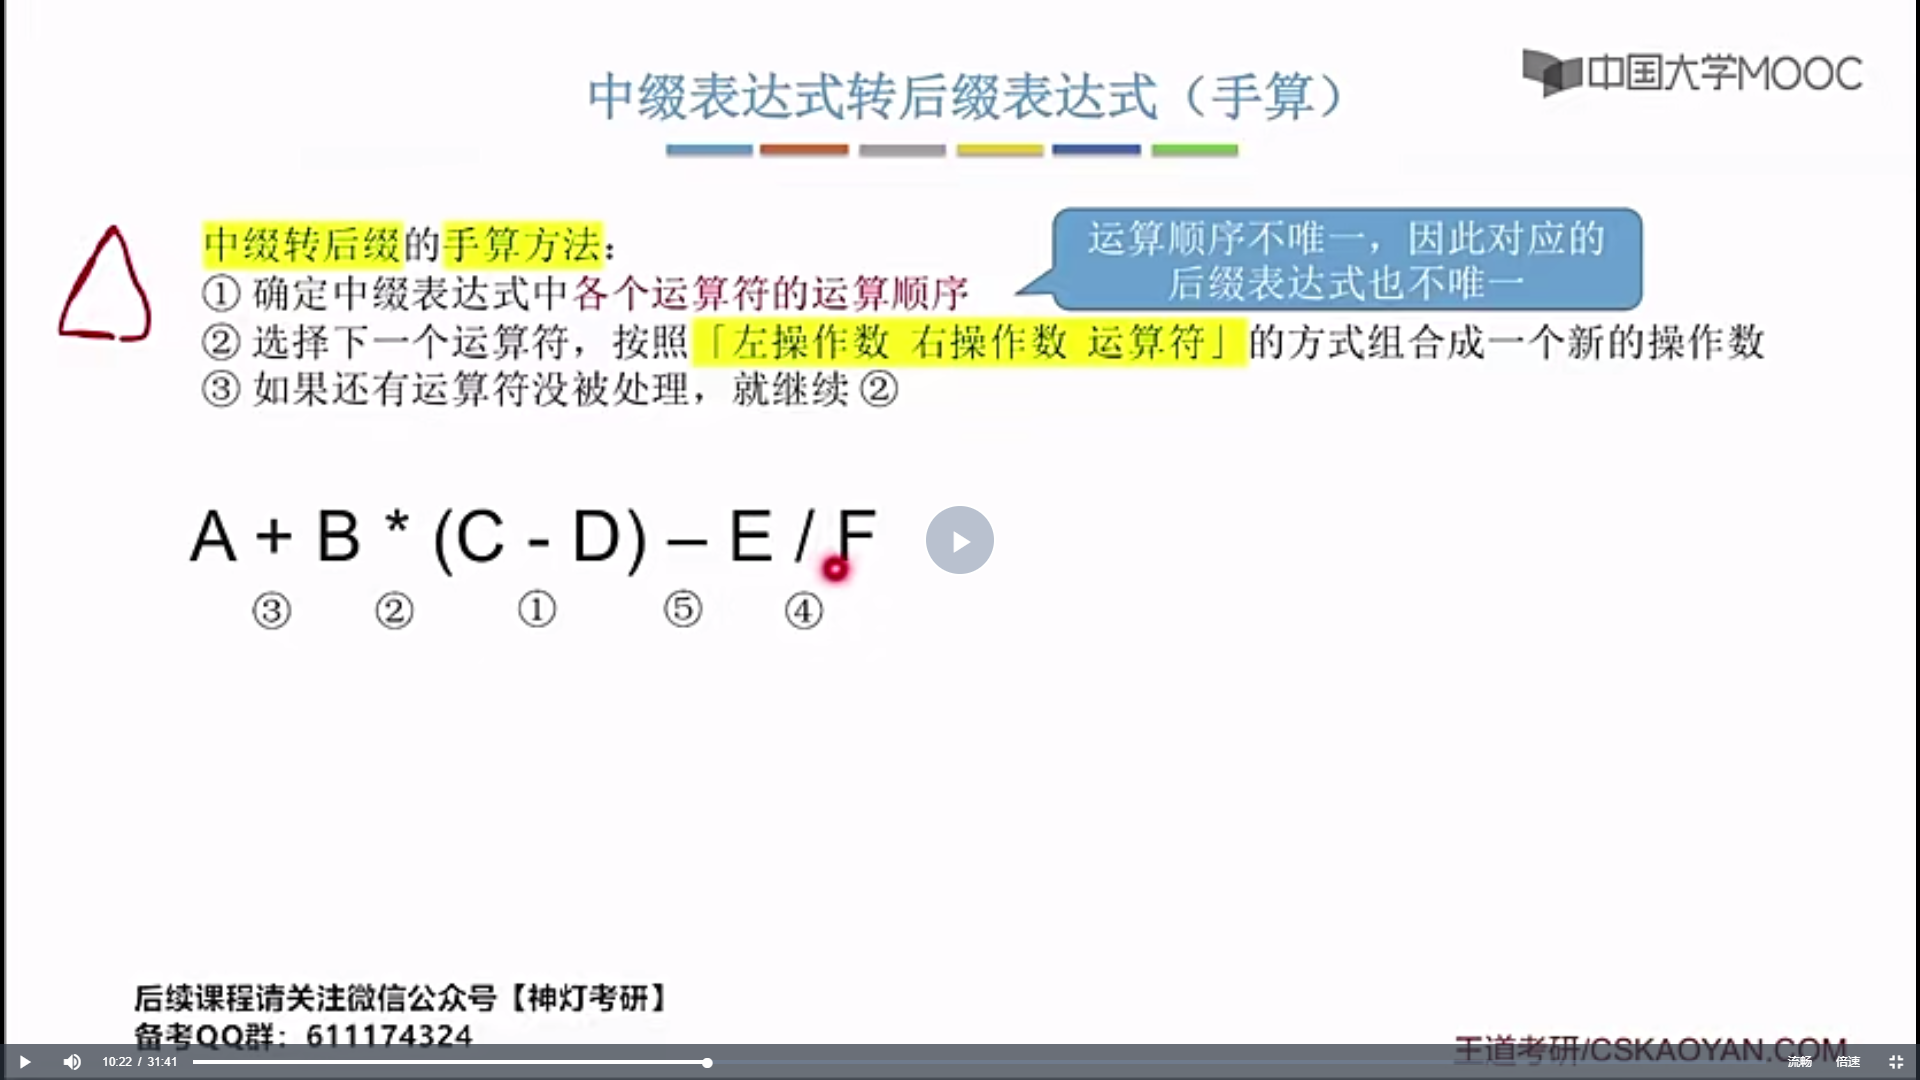 中缀表达式转后缀表达式（手算）
中国大学MOOC
中缀转后缀的手算方法：
① 确定中缀表达式中各个运算符的运算顺序
运算顺序不唯一，因此对应的
后缀表达式也不唯一
② 选择下一个运算符，按照「左操作数 右操作数 运算符」的方式组合成一个新的操作数
③ 如果还有运算符没被处理，就继续 ②
A + B * (C - D) – E / F
③ ② ① ⑤ ④
后续课程请关注微信公众号【神灯考研】
备考QQ群：611174324
王道考研/CSKAOYAN.COM
10:22 / 31:41
流畅 倍速